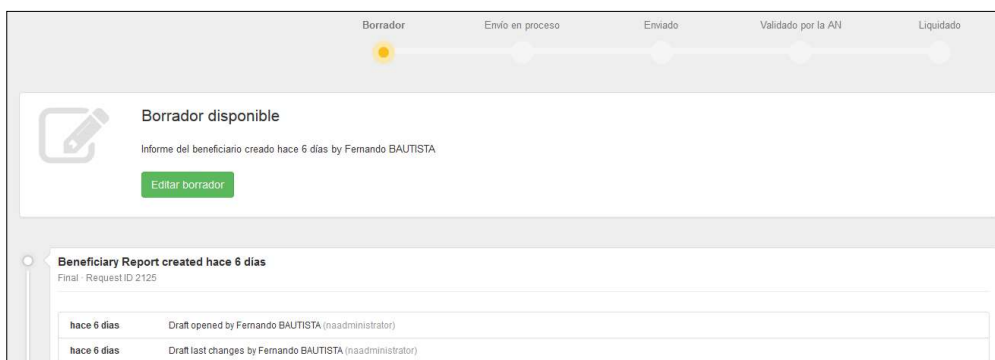 Borrador Envío en proceso Enviado Validado por la AN Liquidado
Borrador disponible
Informe del beneficiario creado hace 6 días by Fernando BAUTISTA
Editar borrador
Beneficiary Report created hace 6 días
Final - Request ID 2125
hace 6 días Draft opened by Fernando BAUTISTA (naadministrator)
hace 6 días Draft last changes by Fernando BAUTISTA (naadministrator)